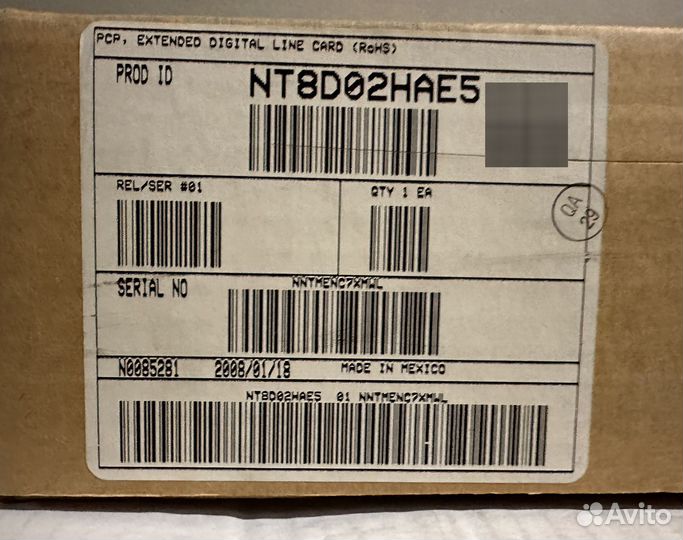 PCP, EXTENDED DIGITAL LINE CARD (RoHS)
PROD ID
NT8D02HAE5
REL/SER #01
QTY 1 EA
QA
29
SERIAL NO
NNTMENC7XMWL
N0085281
2008/01/18
MADE IN MEXICO
NT8D02HAE5 01 NNTMENC7XMWL
Avito